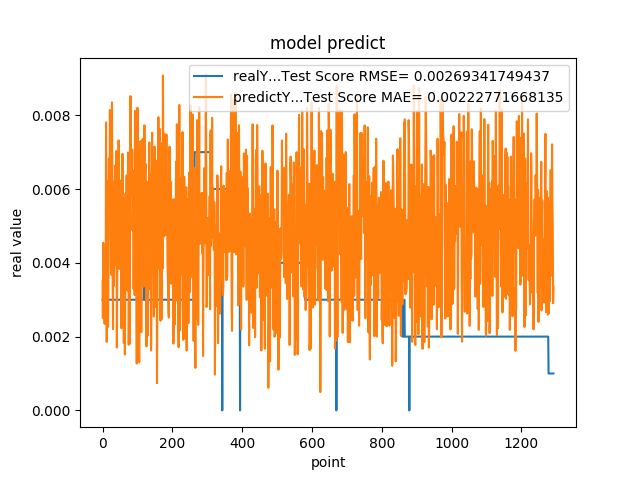 model predict
realY...Test Score RMSE= 0.00269341749437
predictY...Test Score MAE= 0.00222771668135
0.008
0.006
0.004
0.002
0.000
real value
0 200 400 600 800 1000 1200
point